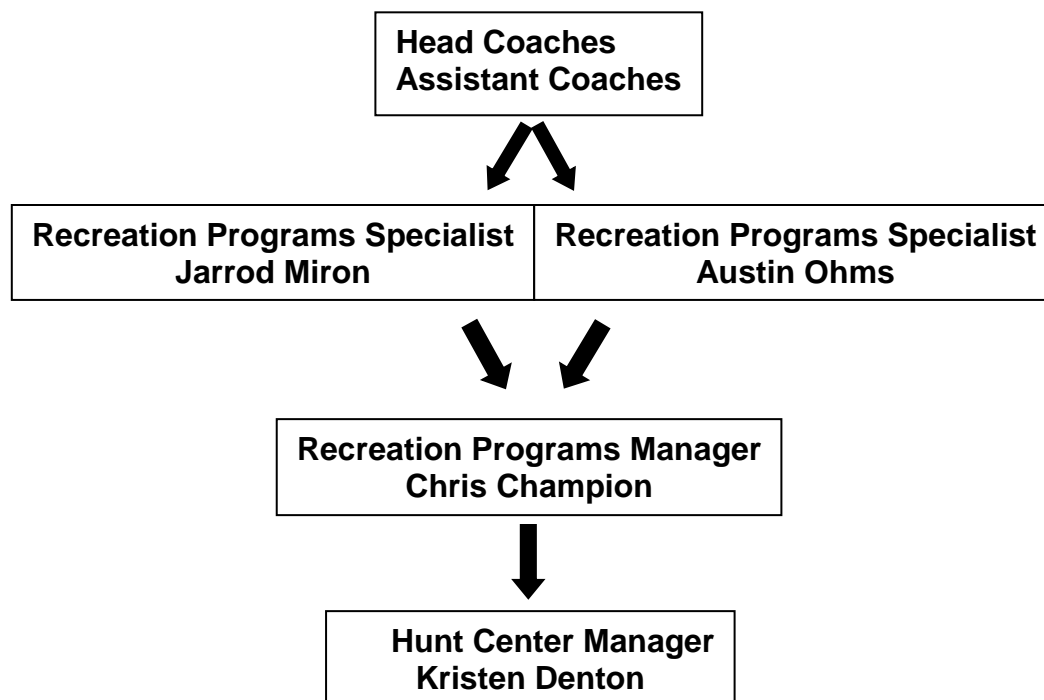 Head Coaches
Assistant Coaches
Recreation Programs Specialist
Jarrod Miron
Recreation Programs Specialist
Austin Ohms
Recreation Programs Manager
Chris Champion
Hunt Center Manager
Kristen Denton